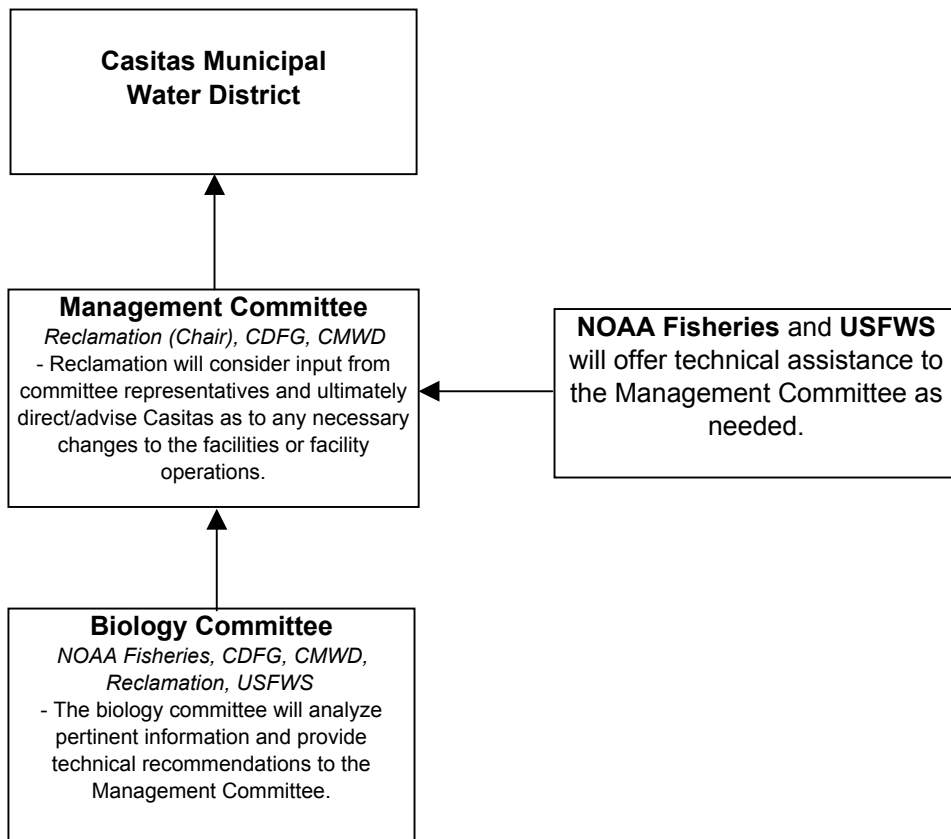 Casitas Municipal
Water District
Management Committee
Reclamation (Chair), CDFG, CMWD
- Reclamation will consider input from
committee representatives and ultimately
direct/advise Casitas as to any necessary
changes to the facilities or facility
operations.
NOAA Fisheries and USFWS
will offer technical assistance to
the Management Committee as
needed.
Biology Committee
NOAA Fisheries, CDFG, CMWD,
Reclamation, USFWS
- The biology committee will analyze
pertinent information and provide
technical recommendations to the
Management Committee.